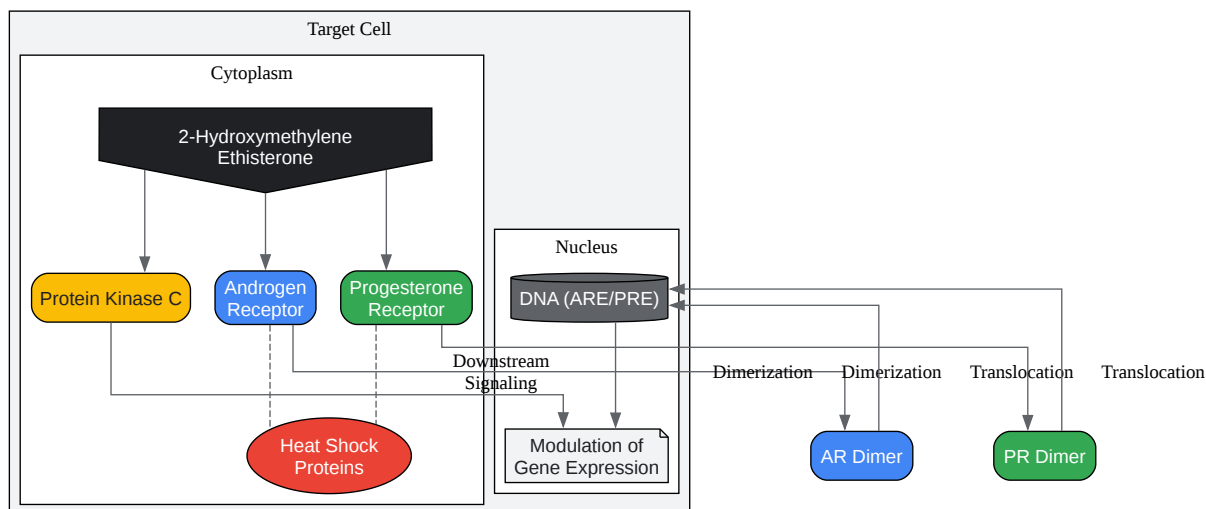 Target Cell
Cytoplasm
2-Hydroxymethylene
Ethisterone
Nucleus
Protein Kinase C
Androgen
Receptor
Progesterone
Receptor
DNA (ARE/PRE)
Downstream
Signaling
Dimerization
Dimerization
Translocation
Translocation
Heat Shock
Proteins
Modulation of
Gene Expression
AR Dimer
PR Dimer